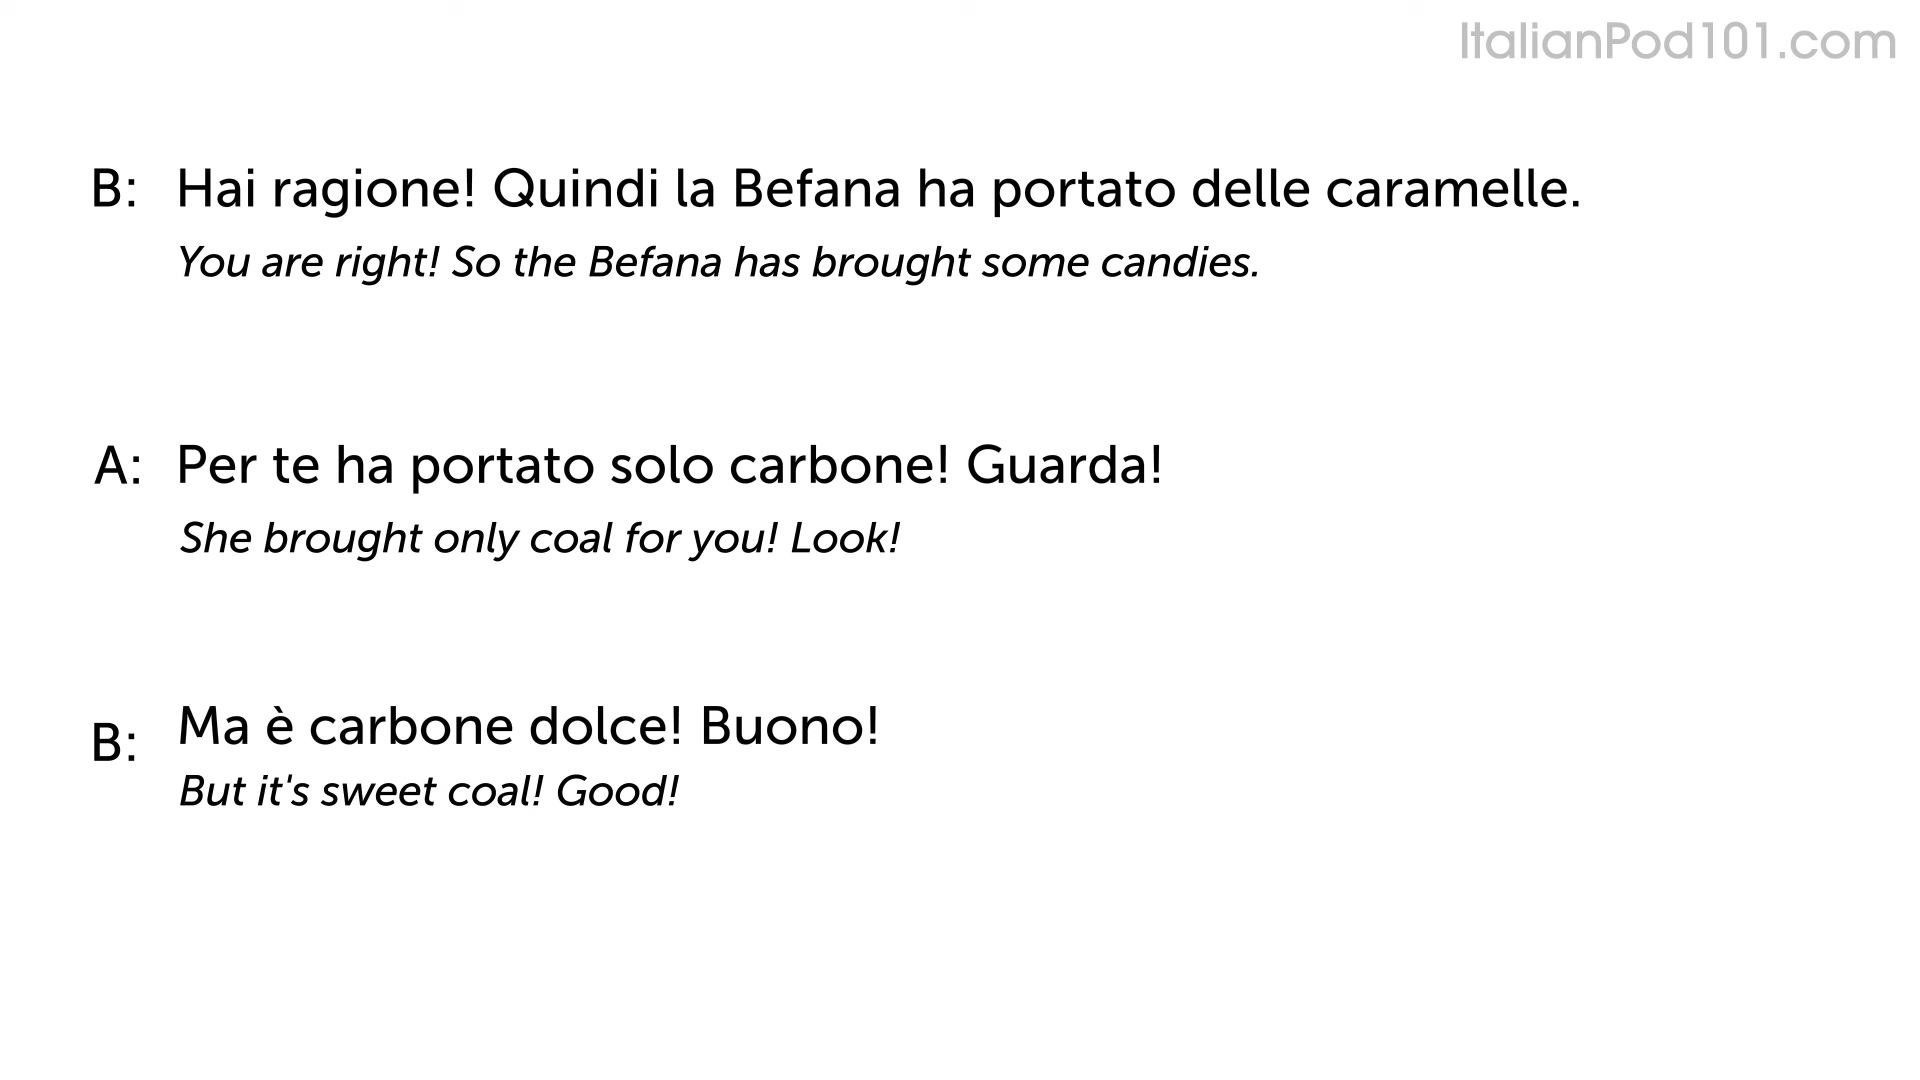 ItalianPod101.com
B: Hai ragione! Quindi la Befana ha portato delle caramelle.
You are right! So the Befana has brought some candies.
A: Per te ha portato solo carbone! Guarda!
She brought only coal for you! Look!
B: Ma è carbone dolce! Buono!
But it's sweet coal! Good!